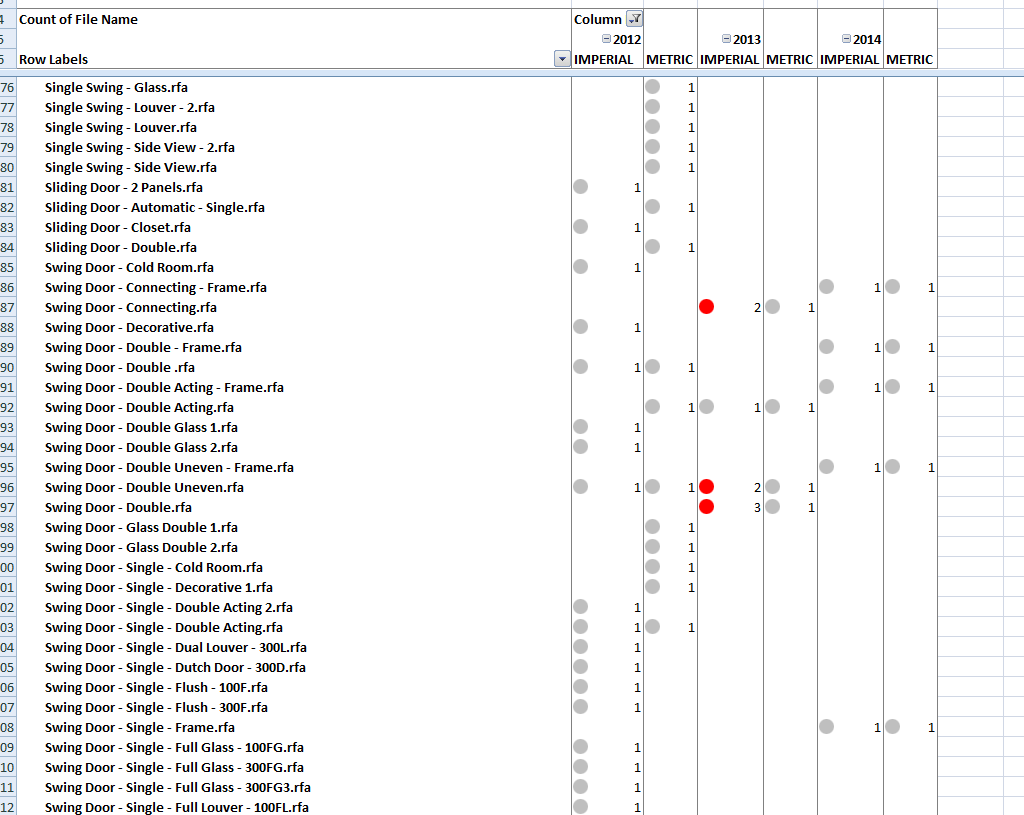 4 Count of File Name Column
5 2012 2013 2014
6 Row Labels IMPERIAL METRIC IMPERIAL METRIC IMPERIAL METRIC
76 Single Swing - Glass.rfa 1
77 Single Swing - Louver - 2.rfa 1
78 Single Swing - Louver.rfa 1
79 Single Swing - Side View - 2.rfa 1
80 Single Swing - Side View.rfa 1
81 Sliding Door - 2 Panels.rfa 1
82 Sliding Door - Automatic - Single.rfa 1
83 Sliding Door - Closet.rfa 1
84 Sliding Door - Double.rfa 1
85 Swing Door - Cold Room.rfa 1
86 Swing Door - Connecting - Frame.rfa 1 1
87 Swing Door - Connecting.rfa 2 1
88 Swing Door - Decorative.rfa 1
89 Swing Door - Double - Frame.rfa 1 1
90 Swing Door - Double .rfa 1 1
91 Swing Door - Double Acting - Frame.rfa 1 1
92 Swing Door - Double Acting.rfa 1 1 1
93 Swing Door - Double Glass 1.rfa 1
94 Swing Door - Double Glass 2.rfa 1
95 Swing Door - Double Uneven - Frame.rfa 1 1
96 Swing Door - Double Uneven.rfa 1 1 2 1
97 Swing Door - Double.rfa 3 1
98 Swing Door - Glass Double 1.rfa 1
99 Swing Door - Glass Double 2.rfa 1
00 Swing Door - Single - Cold Room.rfa 1
01 Swing Door - Single - Decorative 1.rfa 1
02 Swing Door - Single - Double Acting 2.rfa 1
03 Swing Door - Single - Double Acting.rfa 1 1
04 Swing Door - Single - Dual Louver - 300L.rfa 1
05 Swing Door - Single - Dutch Door - 300D.rfa 1
06 Swing Door - Single - Flush - 100F.rfa 1
07 Swing Door - Single - Flush - 300F.rfa 1
08 Swing Door - Single - Frame.rfa 1 1
09 Swing Door - Single - Full Glass - 100FG.rfa 1
10 Swing Door - Single - Full Glass - 300FG.rfa 1
11 Swing Door - Single - Full Glass - 300FG3.rfa 1
12 Swing Door - Single - Full Louver - 100FL.rfa 1